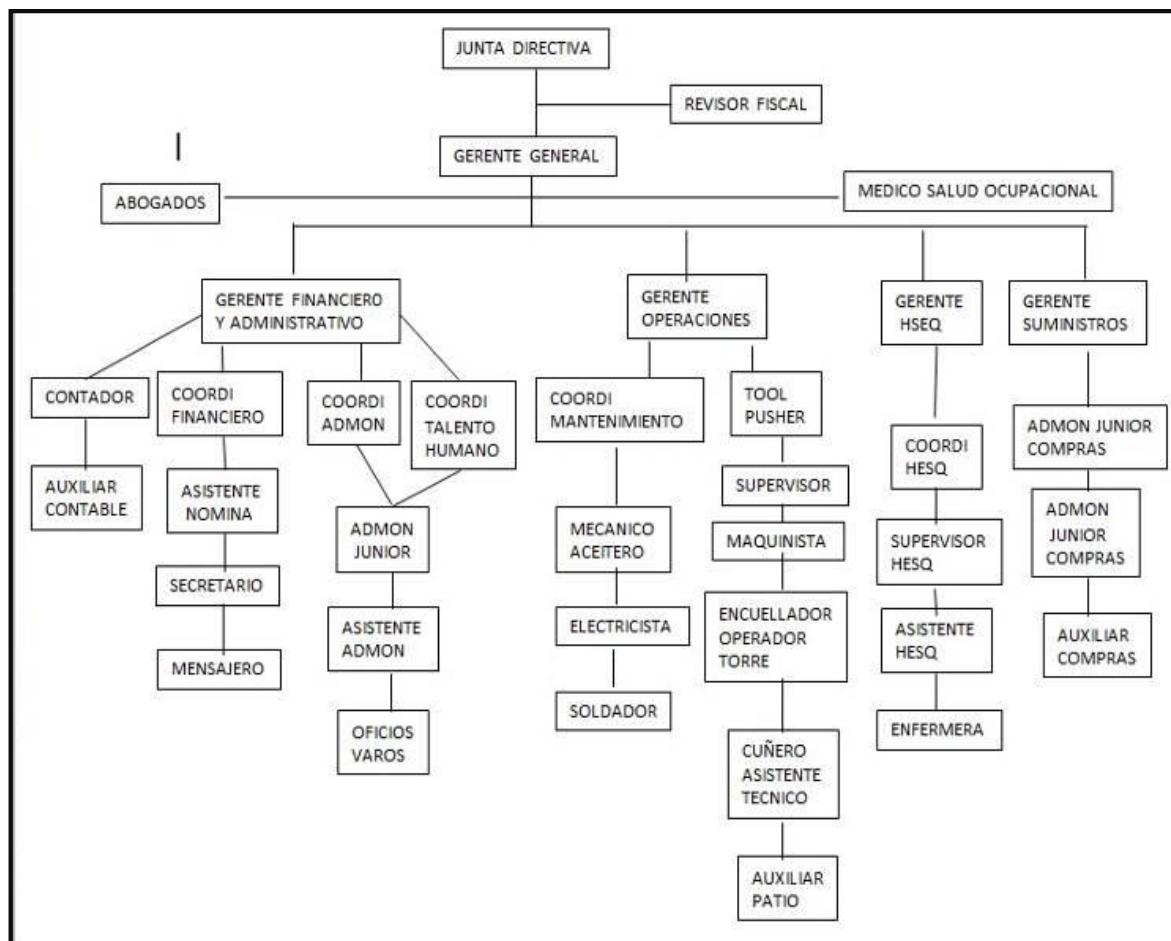 JUNTA DIRECTIVA
REVISOR FISCAL
GERENTE GENERAL
ABOGADOS
MEDICO SALUD OCUPACIONAL
GERENTE FINANCIERO
Y ADMINISTRATIVO
GERENTE
OPERACIONES
GERENTE
HSEQ
GERENTE
SUMINISTROS
CONTADOR
COORDI
FINANCIERO
COORDI
ADMON
COORDI
TALENTO
HUMANO
COORDI
MANTENIMIENTO
TOOL
PUSHER
COORDI
HESQ
ADMON JUNIOR
COMPRAS
AUXILIAR
CONTABLE
ASISTENTE
NOMINA
ADMON
JUNIOR
MECANICO
ACEITERO
SUPERVISOR
MAQUINISTA
SUPERVISOR
HESQ
ADMON
JUNIOR
COMPRAS
SECRETARIO
ASISTENTE
ADMON
ELECTRICISTA
ENCUELLADOR
OPERADOR
TORRE
ASISTENTE
HESQ
AUXILIAR
COMPRAS
MENSAJERO
OFICIOS
VAROS
SOLDADOR
CUÑERO
ASISTENTE
TECNICO
ENFERMERA
AUXILIAR
PATIO